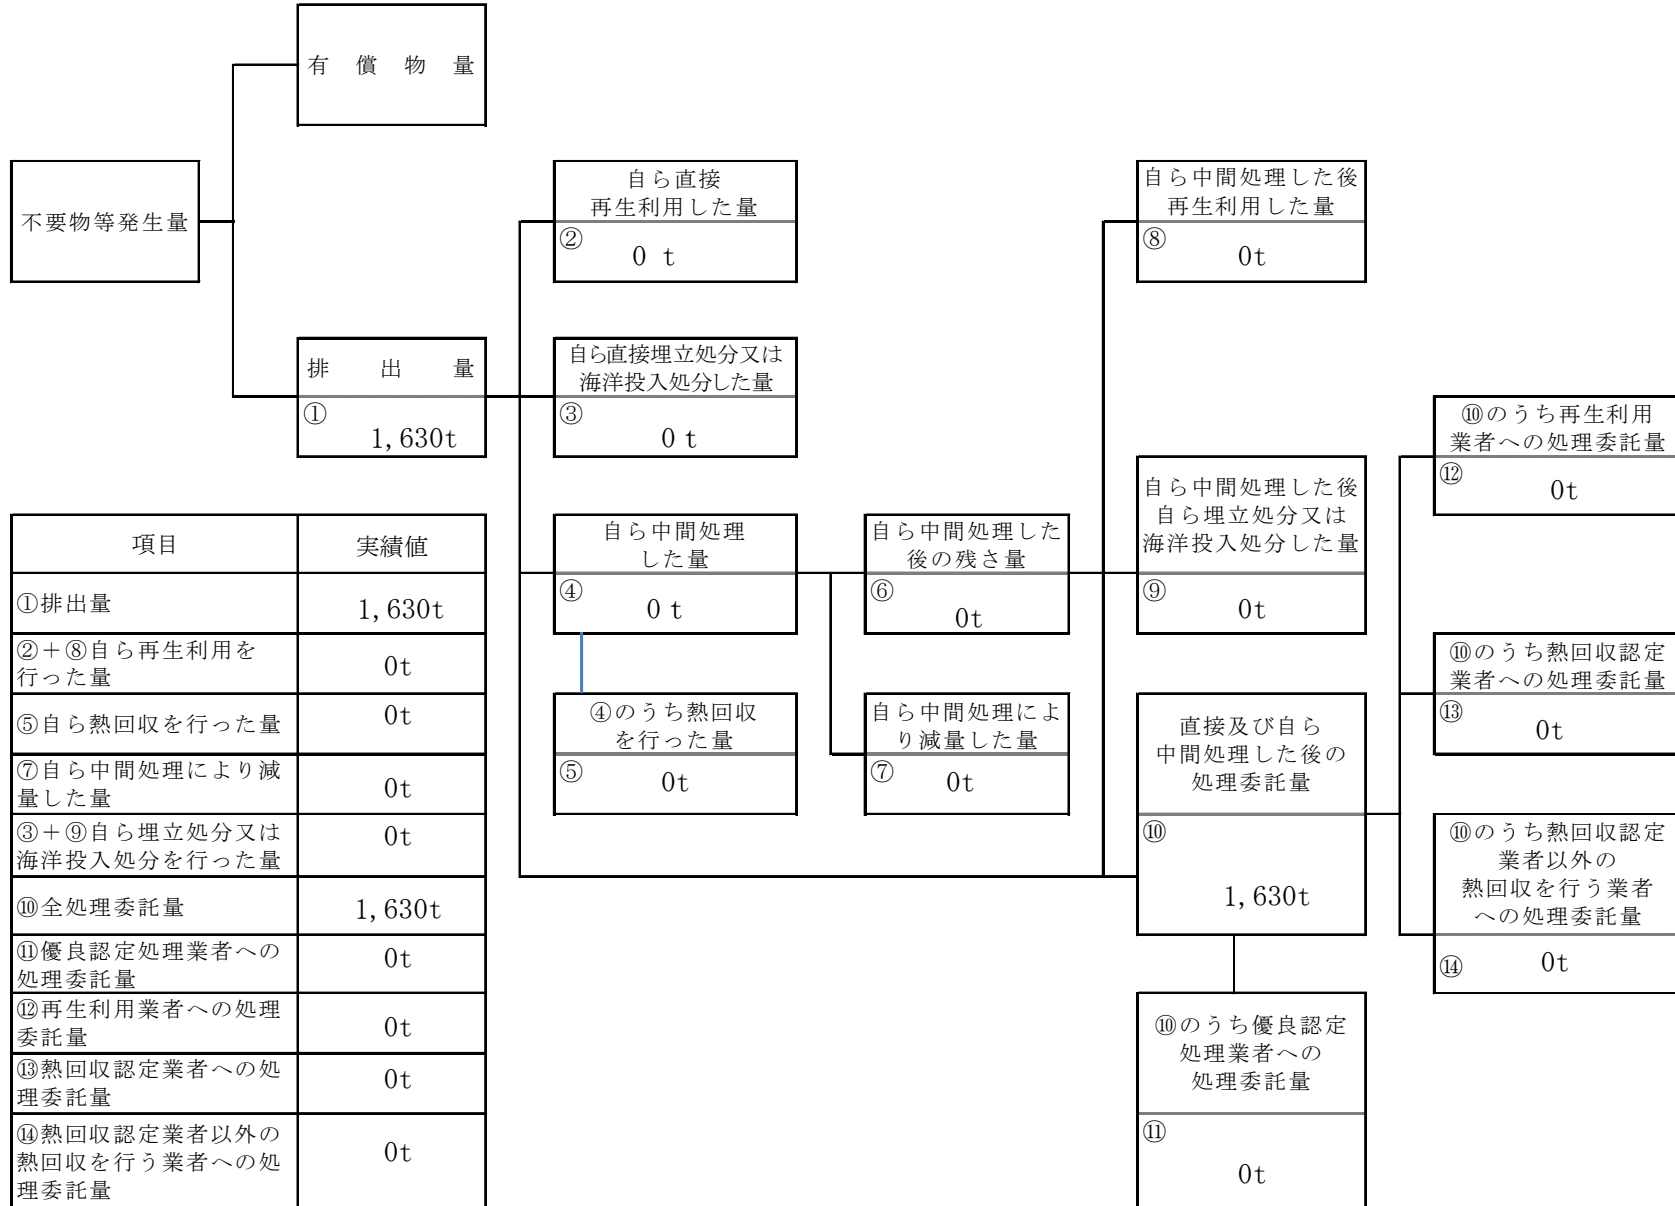 有償物量
不要物等発生量
排出量
①
1,630t
自ら直接
再生利用した量
②
0 t
自ら直接埋立処分又は
海洋投入処分した量
③
0 t
自ら中間処理
した量
④
0 t
④のうち熱回収
を行った量
⑤
0t
自ら中間処理した
後の残さ量
⑥
0t
自ら中間処理によ
り減量した量
⑦
0t
自ら中間処理した後
再生利用した量
⑧
0t
自ら中間処理した後
自ら埋立処分又は
海洋投入処分した量
⑨
0t
直接及び自ら
中間処理した後の
処理委託量
⑩
1,630t
⑩のうち優良認定
処理業者への
処理委託量
⑪
0t
⑩のうち再生利用
業者への処理委託量
⑫
0t
⑩のうち熱回収認定
業者への処理委託量
⑬
0t
⑩のうち熱回収認定
業者以外の
熱回収を行う業者
への処理委託量
⑭
0t
項目 実績値
①排出量 1,630t
②＋⑧自ら再生利用を
行った量
0t
⑤自ら熱回収を行った量 0t
⑦自ら中間処理により減
量した量
0t
③＋⑨自ら埋立処分又は
海洋投入処分を行った量
0t
⑩全処理委託量 1,630t
⑪優良認定処理業者への
処理委託量
0t
⑫再生利用業者への処理
委託量
0t
⑬熱回収認定業者への処
理委託量
0t
⑭熱回収認定業者以外の
熱回収を行う業者への処
理委託量
0t